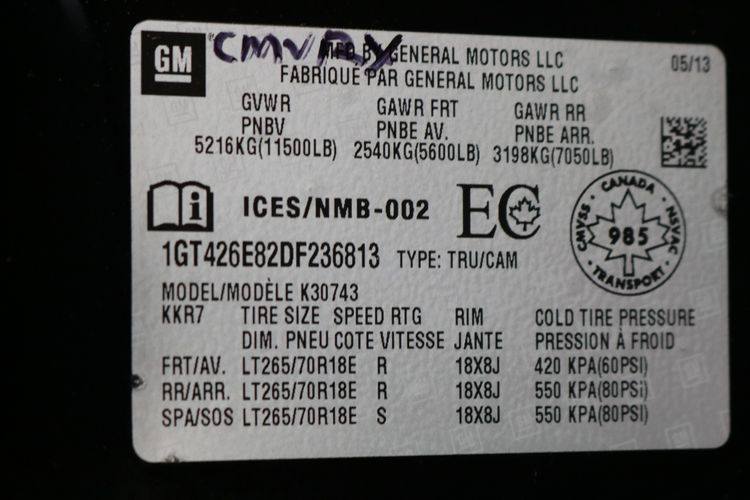 GM
CMVRY
MFD BY GENERAL MOTORS LLC
05/13
FABRIQUÉ PAR GENERAL MOTORS LLC
GVWR GAWR FRT GAWR RR
PNBV PNBE AV. PNBE ARR.
5216KG(11500LB) 2540KG(5600LB) 3198KG(7050LB)
i ICES/NMB-002 EC
CANADA
CMVSS NSVAC
985
TRANSPORT
1GT426E82DF236813 TYPE: TRU/CAM
MODEL/MODÈLE K30743
KKR7 TIRE SIZE SPEED RTG RIM COLD TIRE PRESSURE
DIM. PNEU COTE VITESSE JANTE PRESSION À FROID
FRT/AV. LT265/70R18E R 18X8J 420 KPA(60PSI)
RR/ARR. LT265/70R18E R 18X8J 550 KPA(80PSi)
SPA/SOS LT265/70R18E S 18X8J 550 KPA(80PSI)